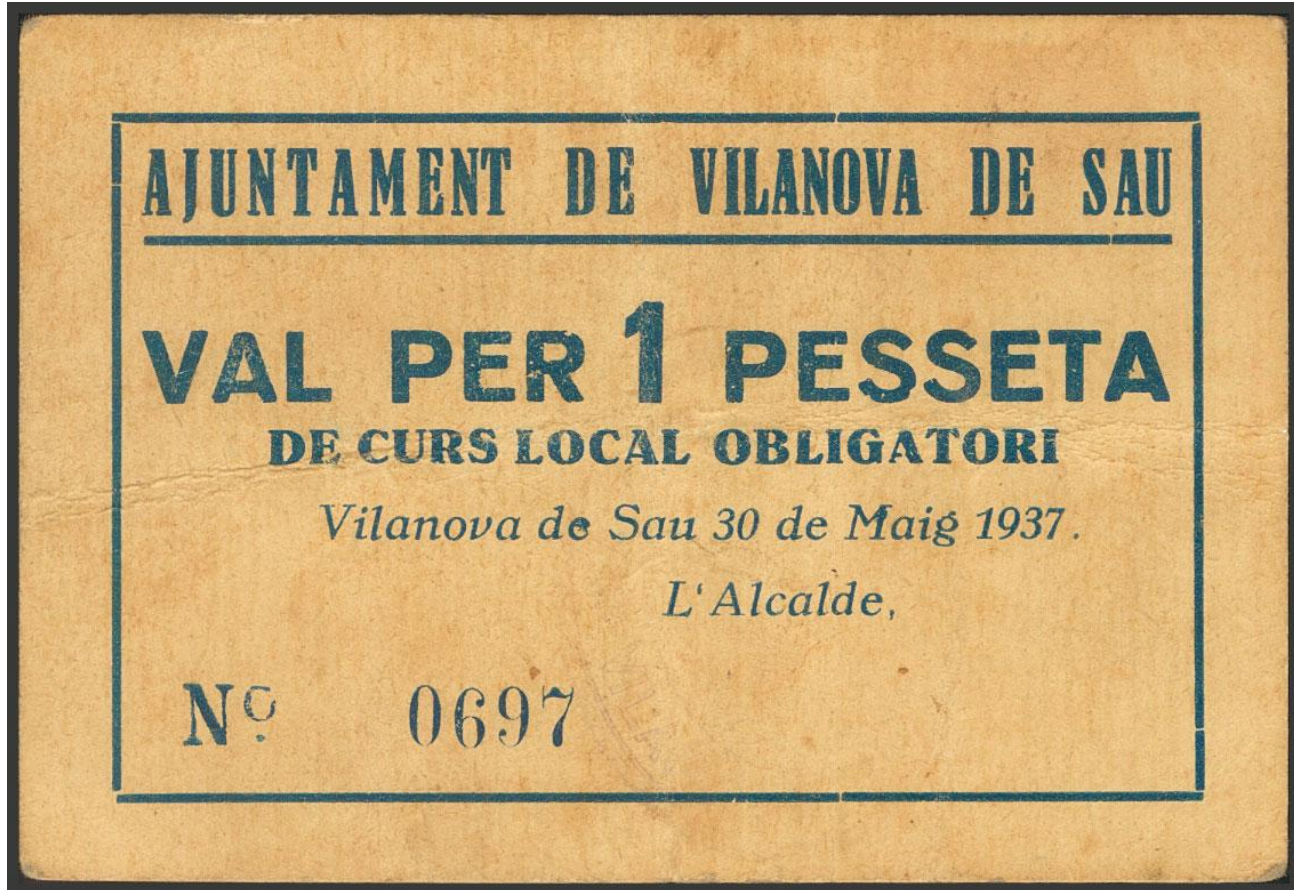 AJUNTAMENT DE VILANOVA DE SAU
VAL PER 1 PESSETA
DE CURS LOCAL OBLIGATORI
Vilanova de Sau 30 de Maig 1937.
L'Alcalde,
Nº 0697